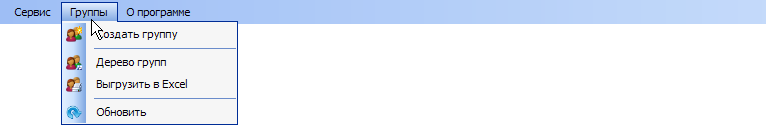 Сервис Группы О программе
Создать группу
Дерево групп
Выгрузить в Excel
Обновить